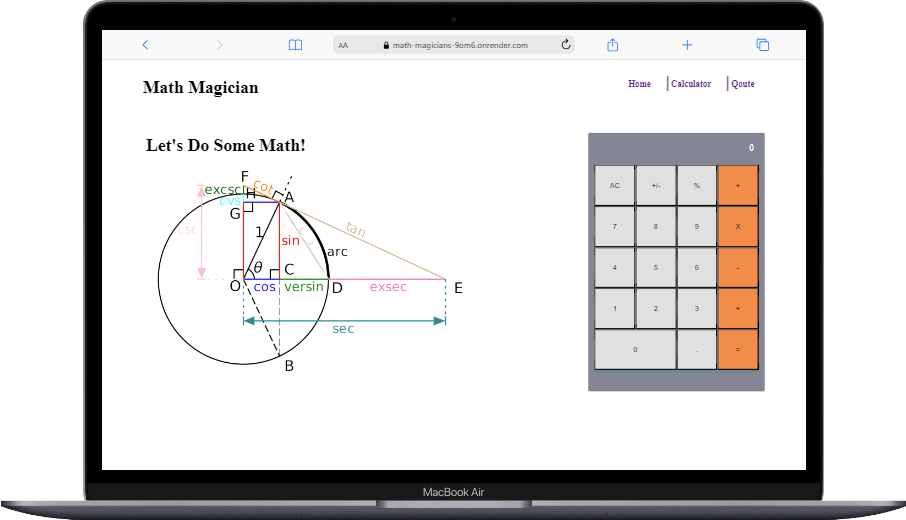 AA math-magicians-9om6.onrender.com
Math Magician
Home Calculator Qoute
Let's Do Some Math!
0
F
excsc cot
A
cvs
G
1
sin
tan
arc
θ
C
O
cos versin D exsec E
sec
B
AC +/- % +
7 8 9 X
4 5 6 -
1 2 3 +
0 . =
MacBook Air